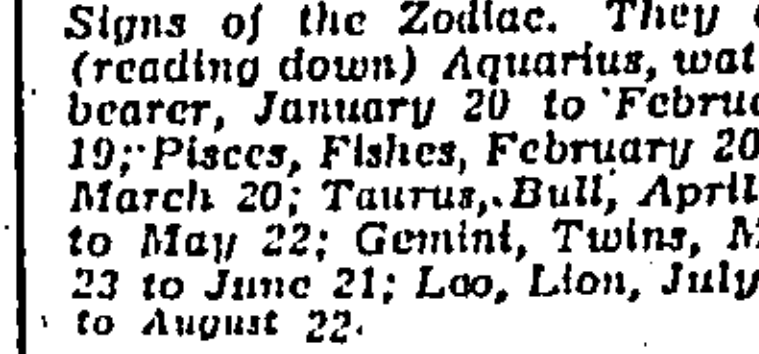 Signs of the Zodiac. They
(reading down) Aquarius, wat
bearer, January 20 to Februa
19; Pisces, Fishes, February 20
March 20; Taurus, Bull, April
to May 22; Gemini, Twins, M
23 to June 21; Leo, Lion, July
to August 22.